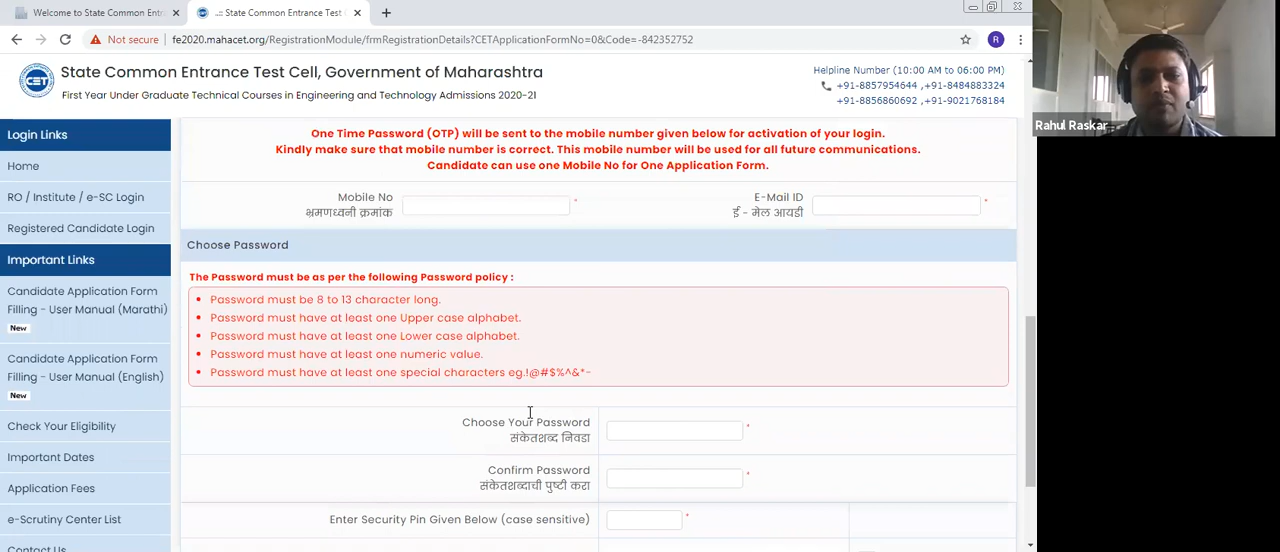 Welcome to State Common Entr
..:: State Common Entrance Test C
Not secure
fe2020.mahacet.org/RegistrationModule/frmRegistrationDetails?CETApplicationFormNo=0&Code=-842352752
R
CET
State Common Entrance Test Cell, Government of Maharashtra
First Year Under Graduate Technical Courses in Engineering and Technology Admissions 2020-21
Helpline Number (10:00 AM to 06:00 PM)
+91-8857954644 ,+91-8484883324
+91-8856860692 ,+91-9021768184
Rahul Raskar
Login Links
Home
RO / Institute / e-SC Login
Registered Candidate Login
Important Links
Candidate Application Form
Filling - User Manual (Marathi)
New
Candidate Application Form
Filling - User Manual (English)
New
Check Your Eligibility
Important Dates
Application Fees
e-Scrutiny Center List
Contact Us
One Time Password (OTP) will be sent to the mobile number given below for activation of your login.
Kindly make sure that mobile number is correct. This mobile number will be used for all future communications.
Candidate can use one Mobile No for One Application Form.
Mobile No
भ्रमणध्वनी क्रमांक
*
E-Mail ID
ई - मेल आयडी
*
Choose Password
The Password must be as per the following Password policy :
Password must be 8 to 13 character long.
Password must have at least one Upper case alphabet.
Password must have at least one Lower case alphabet.
Password must have at least one numeric value.
Password must have at least one special characters eg.!@#$%^&*-
Choose Your Password
संकेतशब्द निवडा
*
Confirm Password
संकेतशब्दाची पुष्टी करा
*
Enter Security Pin Given Below (case sensitive)
*